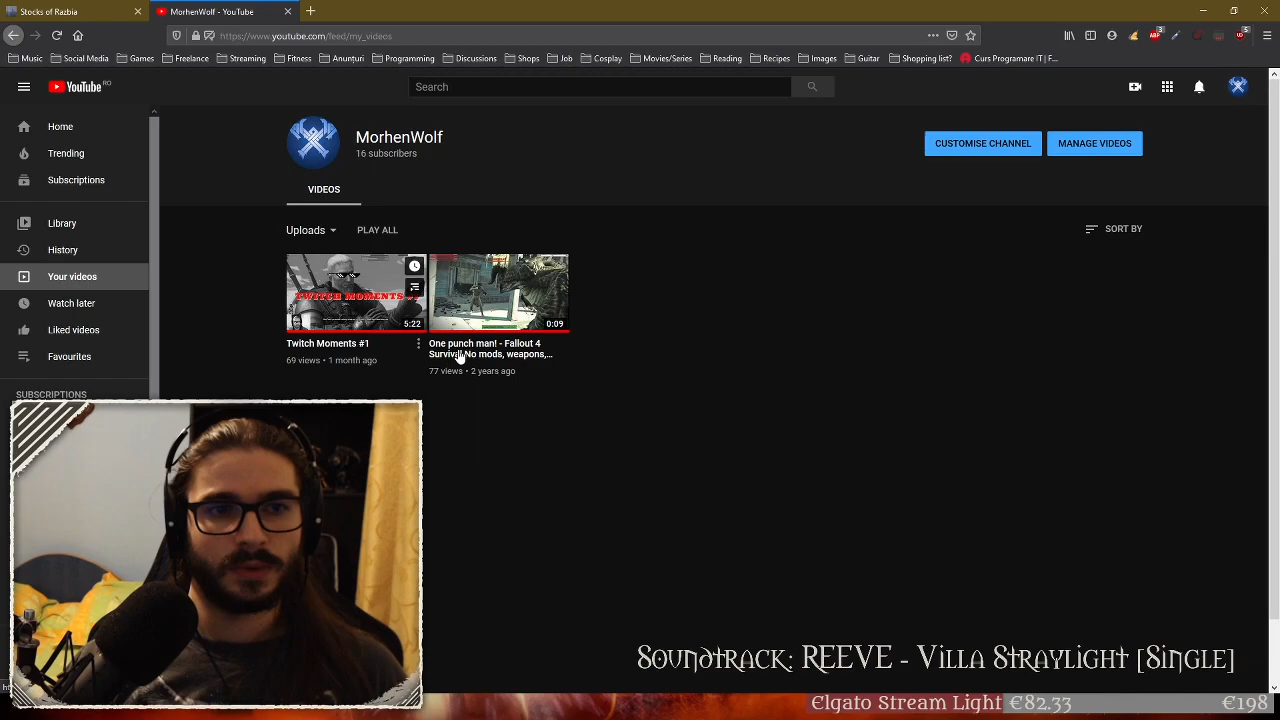 Stocks of Razbia
MorhenWolf - YouTube
https://www.youtube.com/feed/my_videos
Music Social Media Games Freelance Streaming Fitness Anunțuri Programming Discussions Shops Job Cosplay Movies/Series Reading Recipes Images Guitar Shopping list? Curs Programare IT | F...
YouTube RO
Search
Home
Trending
Subscriptions
Library
History
Your videos
Watch later
Liked videos
Favourites
SUBSCRIPTIONS
MorhenWolf
16 subscribers
CUSTOMISE CHANNEL
MANAGE VIDEOS
VIDEOS
Uploads
PLAY ALL
SORT BY
TWITCH MOMENTS
5:22
Twitch Moments #1
69 views • 1 month ago
0:09
One punch man! - Fallout 4
Survival No mods, weapons,...
77 views • 2 years ago
Soundtrack: REEVE - Villa Straylight [Single]
Elgato Stream Light €82.33 €198